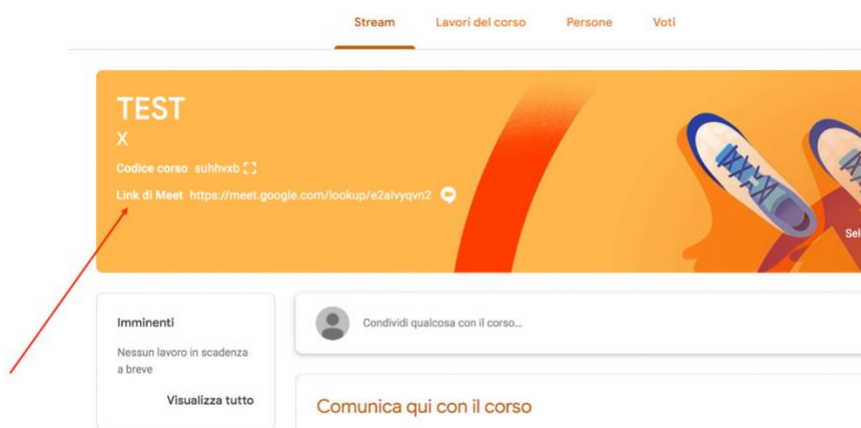 Stream Lavori del corso Persone Voti
TEST
X
Codice corso suhhvxb
Link di Meet https://meet.google.com/lookup/e2alvyqvn2
Sel
Imminenti
Nessun lavoro in scadenza
a breve
Visualizza tutto
Condividi qualcosa con il corso...
Comunica qui con il corso